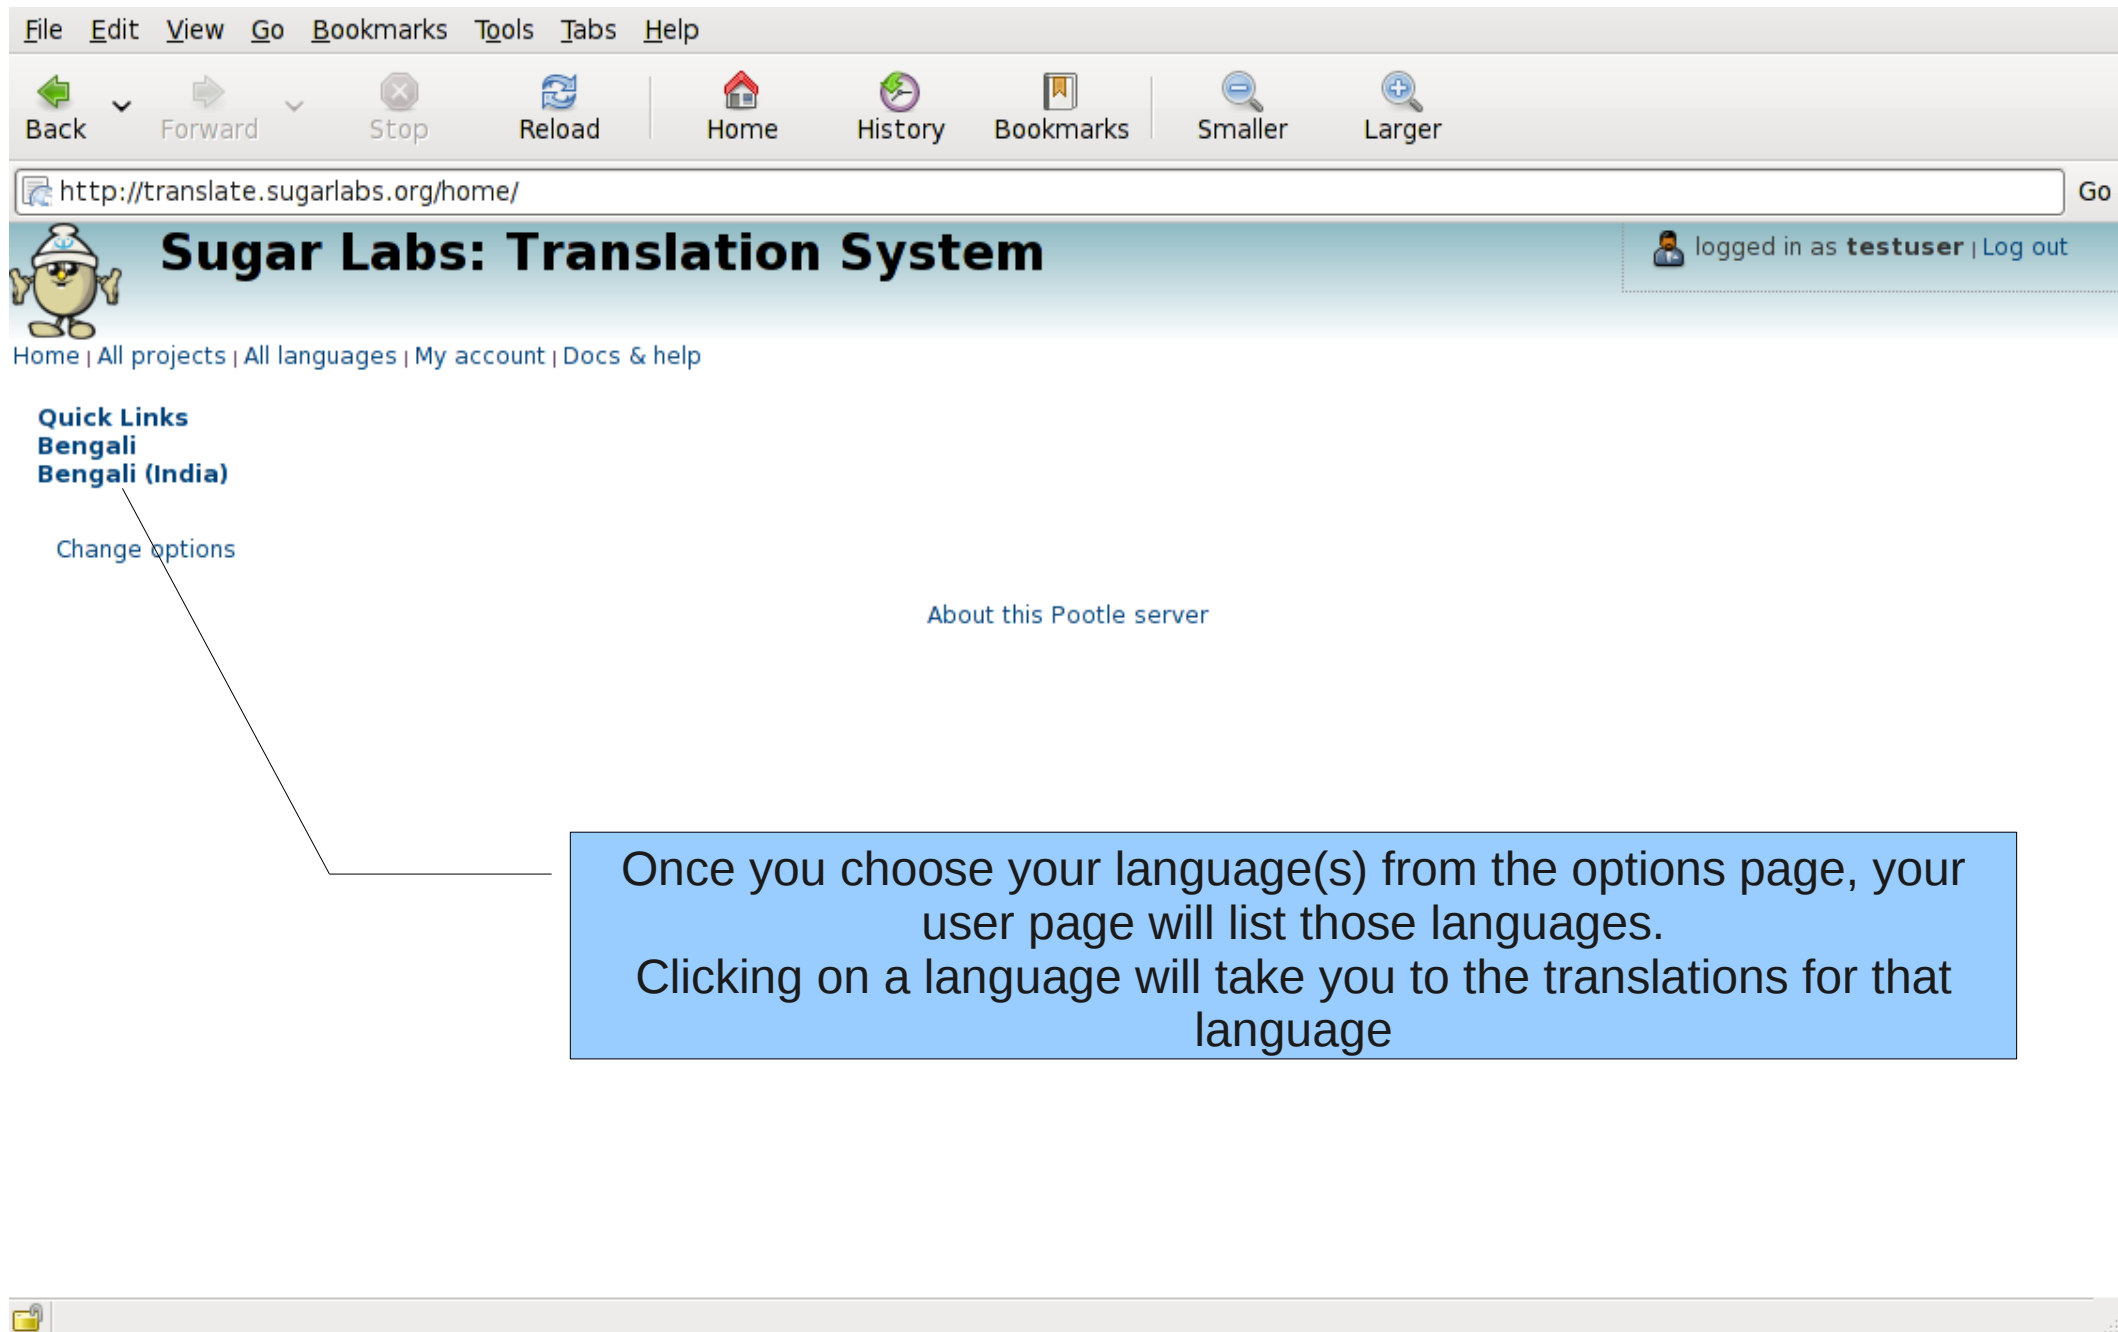 File Edit View Go Bookmarks Tools Tabs Help
Back Forward Stop Reload Home History Bookmarks Smaller Larger
http://translate.sugarlabs.org/home/ Go
Sugar Labs: Translation System
logged in as testuser | Log out
Home | All projects | All languages | My account | Docs & help
Quick Links
Bengali
Bengali (India)
Change options
About this Pootle server
Once you choose your language(s) from the options page, your
user page will list those languages.
Clicking on a language will take you to the translations for that
language